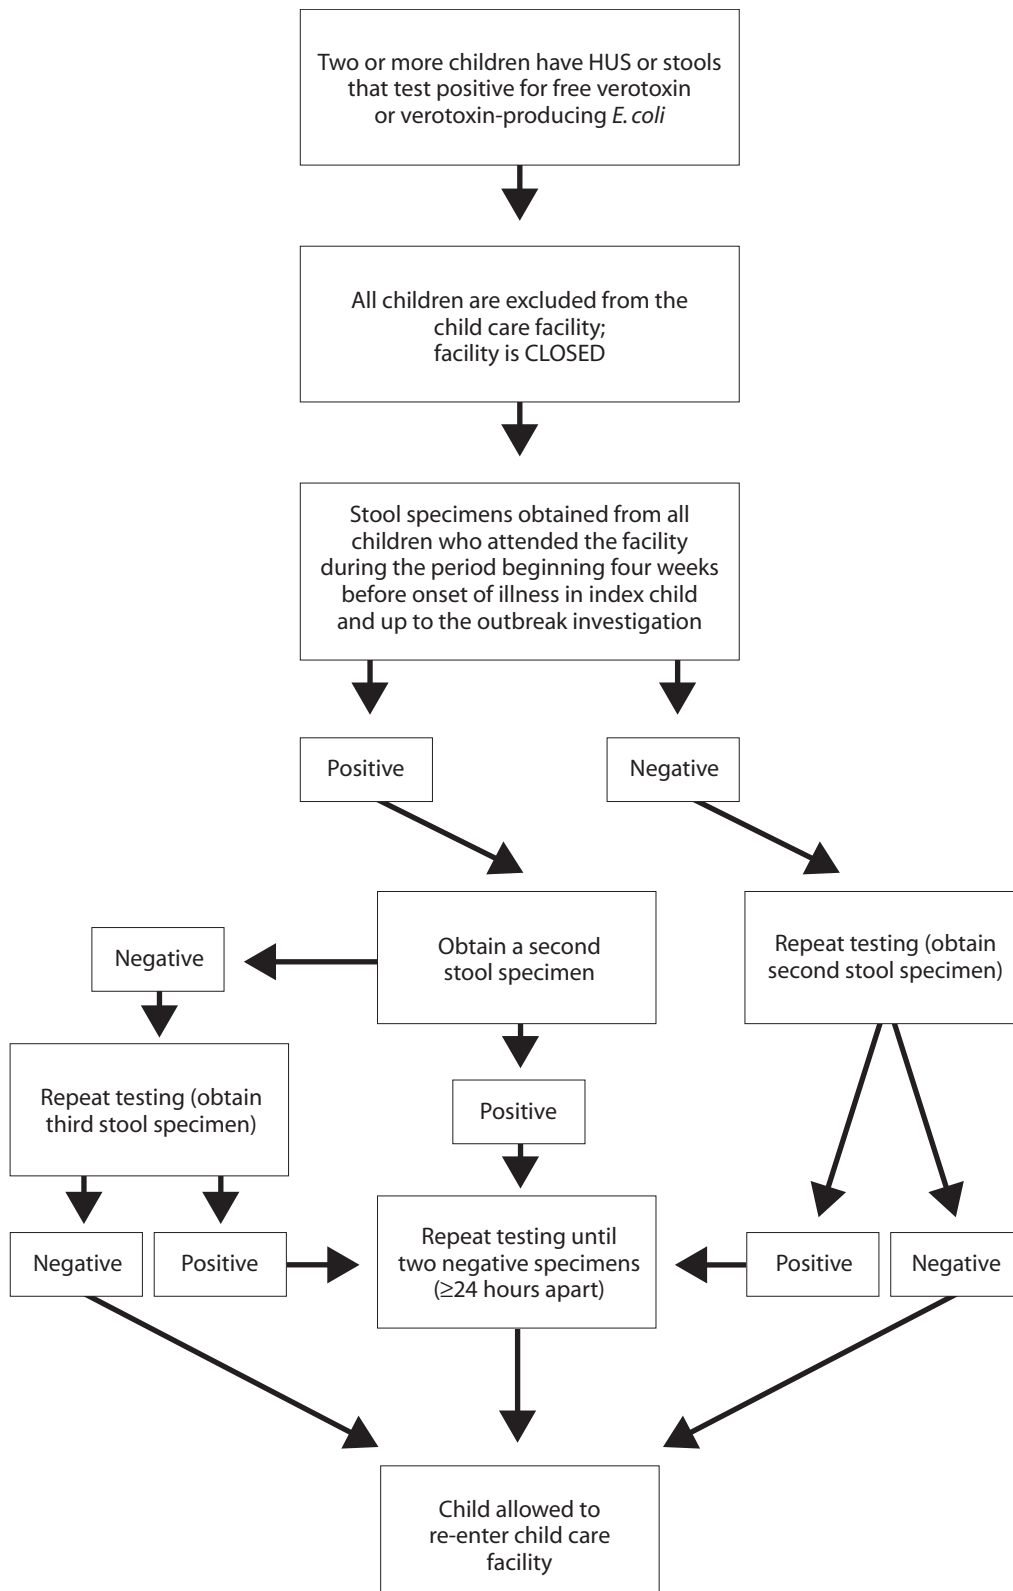 Two or more children have HUS or stools
that test positive for free verotoxin
or verotoxin-producing E. coli
All children are excluded from the
child care facility;
facility is CLOSED
Stool specimens obtained from all
children who attended the facility
during the period beginning four weeks
before onset of illness in index child
and up to the outbreak investigation
Positive
Negative
Negative
Obtain a second
stool specimen
Repeat testing (obtain
second stool specimen)
Repeat testing (obtain
third stool specimen)
Positive
Negative
Positive
Repeat testing until
two negative specimens
(≥24 hours apart)
Positive
Negative
Child allowed to
re-enter child care
facility